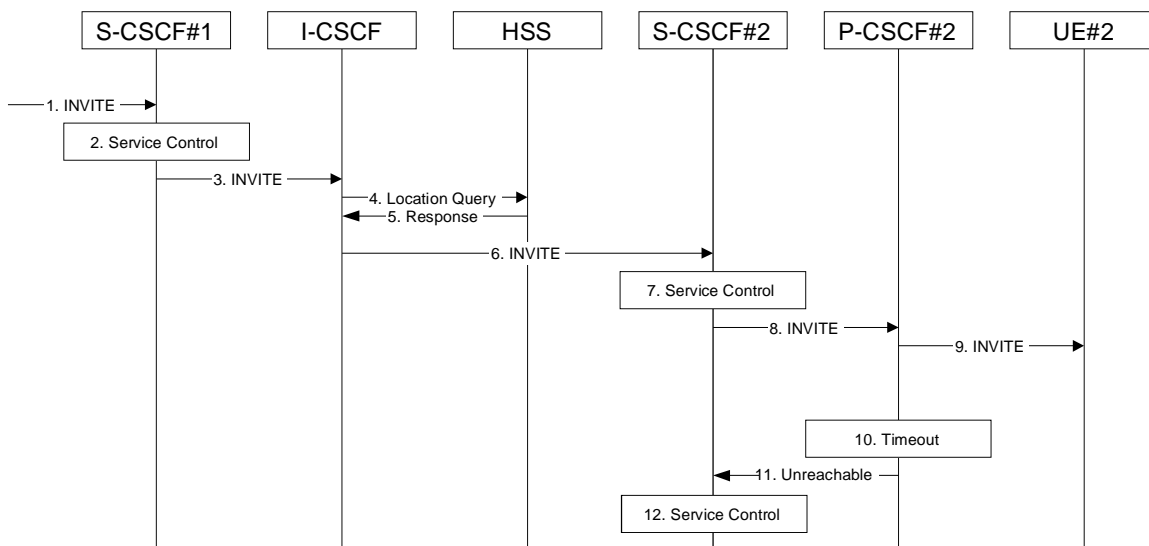 S-CSCF#1
I-CSCF
HSS
S-CSCF#2
P-CSCF#2
UE#2
1. INVITE
2. Service Control
3. INVITE
4. Location Query
5. Response
6. INVITE
7. Service Control
8. INVITE
9. INVITE
10. Timeout
11. Unreachable
12. Service Control